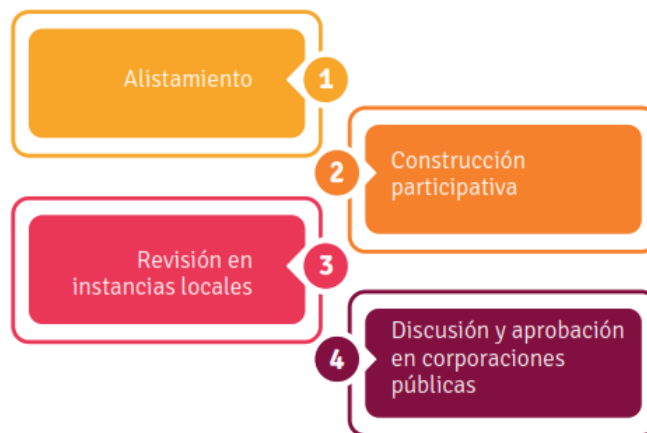 Alistamiento
1
2
Construcción
participativa
Revisión en
instancias locales
3
4
Discusión y aprobación
en corporaciones
públicas